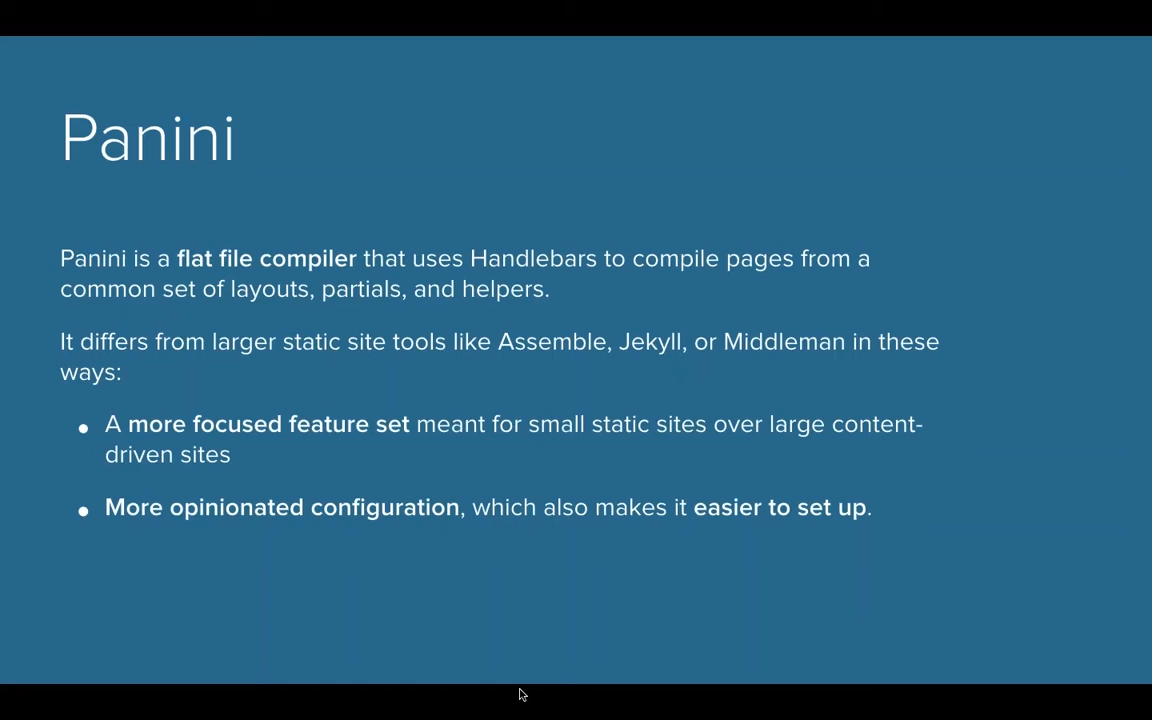 Panini
Panini is a flat file compiler that uses Handlebars to compile pages from a
common set of layouts, partials, and helpers.
It differs from larger static site tools like Assemble, Jekyll, or Middleman in these
ways:
• A more focused feature set meant for small static sites over large content-
driven sites
• More opinionated configuration, which also makes it easier to set up.